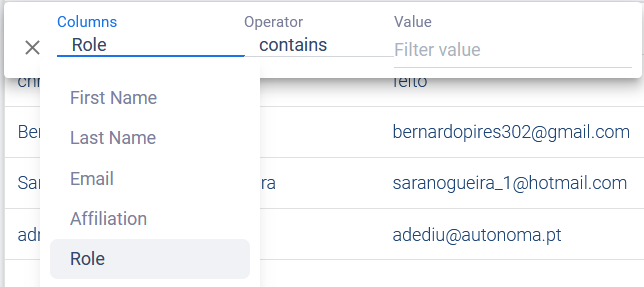 Columns Operator Value
Role contains Filter value
feito
First Name
Last Name
bernardopires302@gmail.com
Email
saranogueira_1@hotmail.com
Affiliation
adediu@autonoma.pt
Role